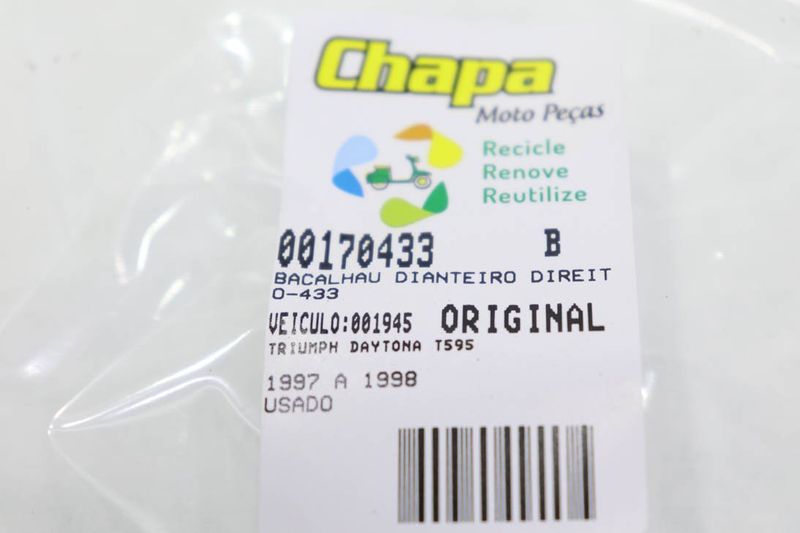 Chapa
Moto Peças
Recicle
Renove
Reutilize
00170433 B
BACALHAU DIANTEIRO DIREIT
O-433
VEICULO:001945 ORIGINAL
TRIUMPH DAYTONA T595
1997 A 1998
USADO